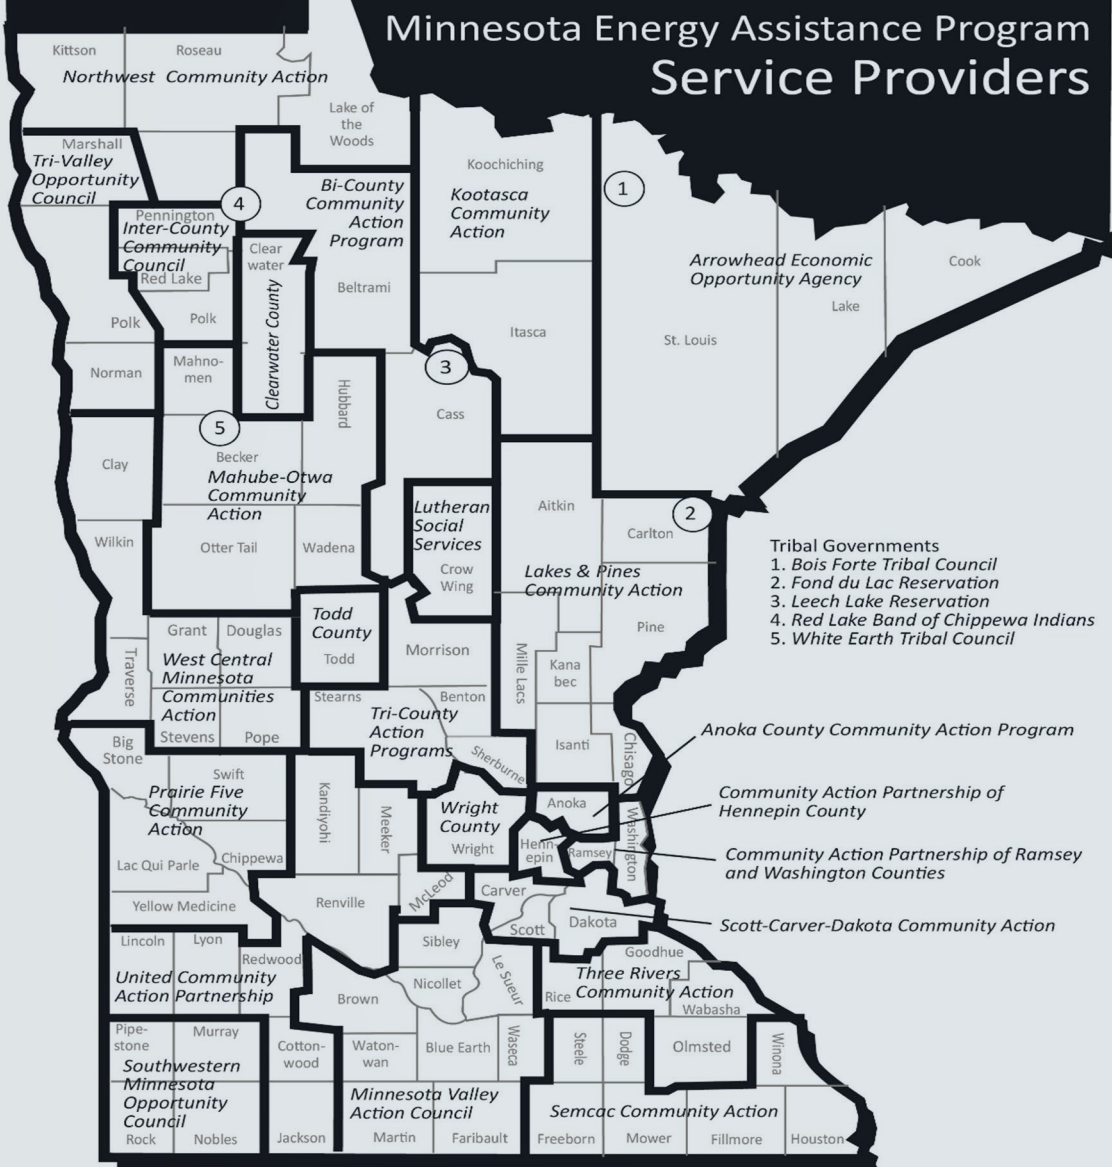 Minnesota Energy Assistance Program
Service Providers
Kittson
Roseau
Northwest Community Action
Lake of
the
Woods
Marshall
Tri-Valley
Opportunity
Council
Koochiching
Kootasca
Community
Action
1
Bi-County
Community
Action
Program
4
Pennington
Inter-County
Community
Council
Red Lake
Clear
water
Clearwater County
Beltrami
Arrowhead Economic
Opportunity Agency
Cook
Lake
St. Louis
Itasca
Polk
Polk
Norman
Mahno-
men
3
Hubbard
Cass
5
Clay
Becker
Mahube-Otwa
Community
Action
Lutheran
Social
Services
Crow
Wing
Aitkin
2
Carlton
Wilkin
Otter Tail
Wadena
Lakes & Pines
Community Action
Tribal Governments
1. Bois Forte Tribal Council
2. Fond du Lac Reservation
3. Leech Lake Reservation
4. Red Lake Band of Chippewa Indians
5. White Earth Tribal Council
Grant
Douglas
Todd
County
Todd
Morrison
Mille Lacs
Kana
bec
Pine
Traverse
West Central
Minnesota
Communities
Action
Stevens
Pope
Stearns
Benton
Tri-County
Action
Programs
Sherburne
Isanti
Chisago
Anoka County Community Action Program
Big
Stone
Swift
Prairie Five
Community
Action
Kandiyohi
Meeker
Wright
County
Wright
Anoka
Henn-
epin
Ramsey
Washington
Community Action Partnership of
Hennepin County
Community Action Partnership of Ramsey
and Washington Counties
Lac Qui Parle
Chippewa
Yellow Medicine
Renville
McLeod
Carver
Scott
Dakota
Scott-Carver-Dakota Community Action
Lincoln
Lyon
Redwood
United Community
Action Partnership
Sibley
Nicollet
Le Sueur
Brown
Rice
Goodhue
Three Rivers
Community Action
Wabasha
Pipe-
stone
Murray
Southwestern
Minnesota
Opportunity
Council
Rock
Nobles
Cotton-
wood
Jackson
Waton-
wan
Blue Earth
Waseca
Minnesota Valley
Action Council
Martin
Faribault
Steele
Dodge
Olmsted
Winona
Semcac Community Action
Freeborn
Mower
Fillmore
Houston